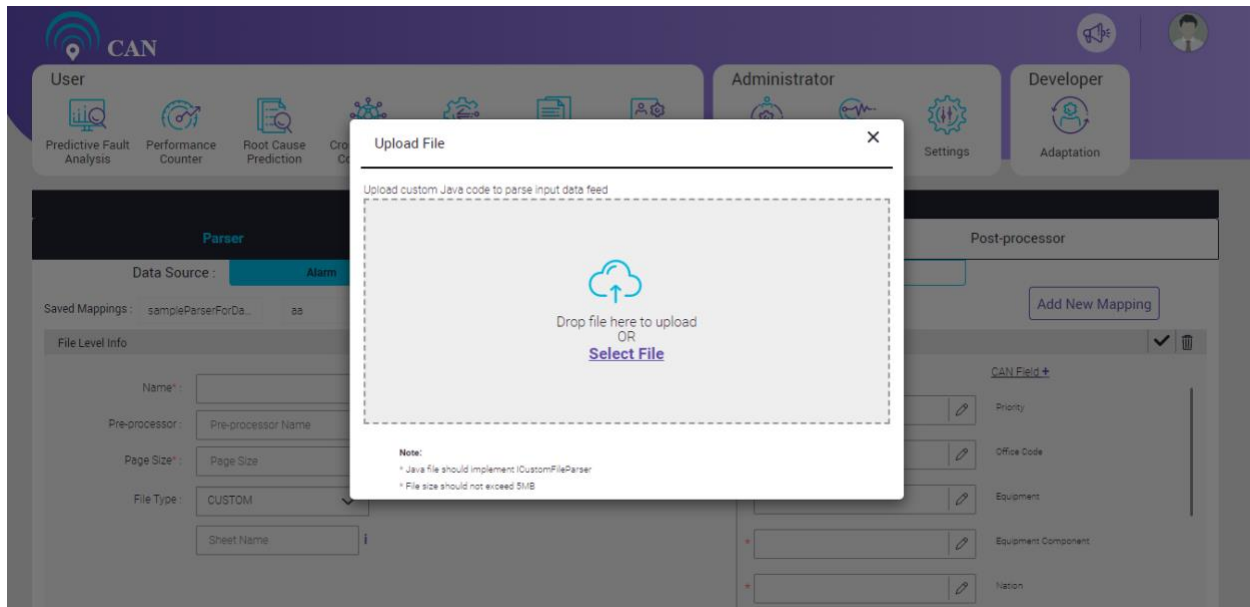 CAN
User
Administrator
Developer
Predictive Fault Analysis
Performance Counter
Root Cause Prediction
Cro
Co
Settings
Adaptation
Upload File
Upload custom Java code to parse input data feed
Drop file here to upload
OR
Select File
Note:
* Java file should implement ICustomFileParser
* File size should not exceed 5MB
Parser
Post-processor
Data Source :
Alarm
Saved Mappings :
sampleParserForDa...
aa
Add New Mapping
File Level Info
CAN Field +
Name* :
Priority
Pre-processor :
Pre-processor Name
Page Size* :
Page Size
Office Code
File Type :
CUSTOM
Equipment
Sheet Name
i
* Equipment Component
* Nation